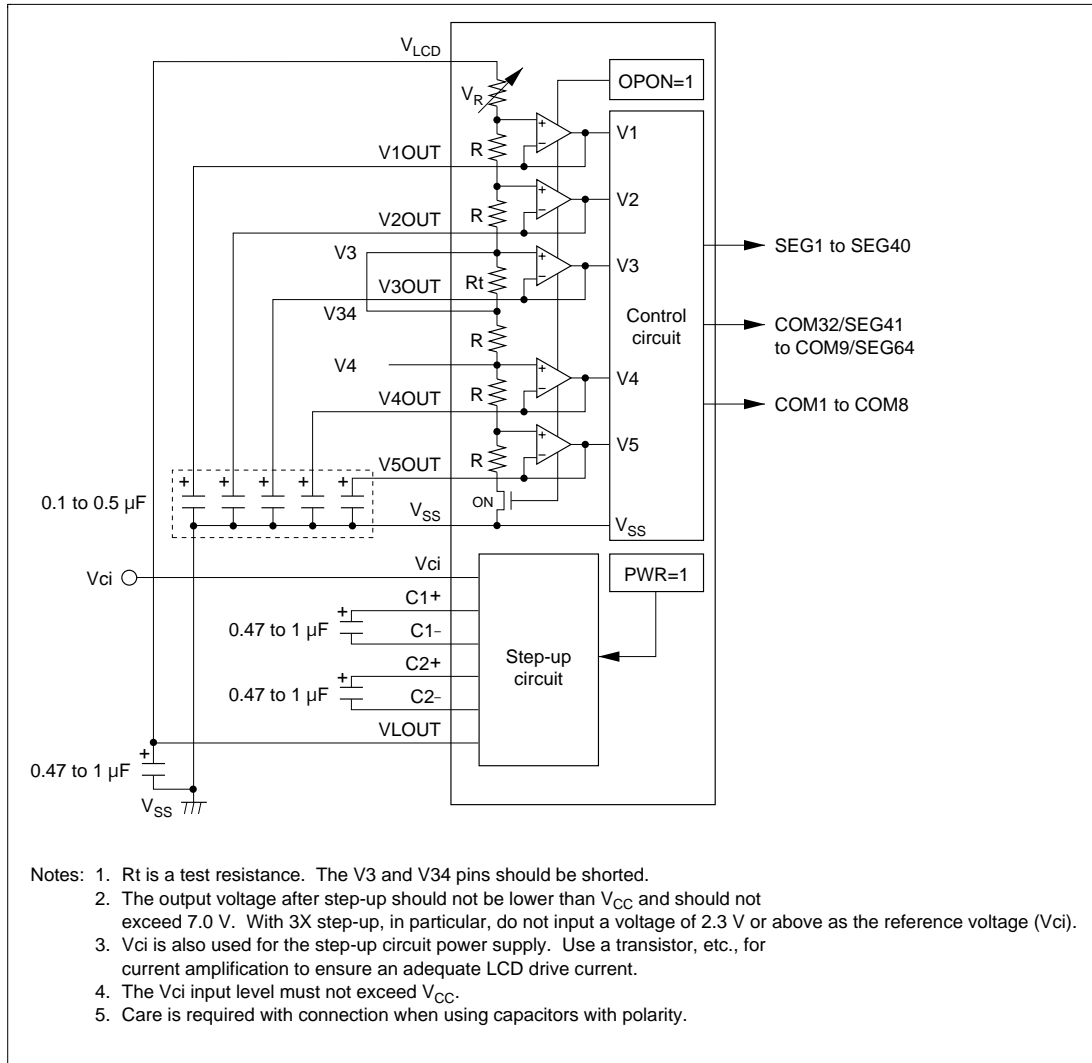 VLCD
OPON=1
VR
V1
R
V1OUT
V2
R
V2OUT
V3
V3
Rt
V3OUT
V34
R
Control
circuit
V4
V4
R
V4OUT
V5
R
V5OUT
ON
VSS
VSS
SEG1 to SEG40
COM32/SEG41
to COM9/SEG64
COM1 to COM8
+ - + - + - + - + -
+ + + + +
0.1 to 0.5 µF
Vci
Vci
PWR=1
C1+
+
0.47 to 1 µF
C1–
C2+
+
0.47 to 1 µF
C2–
Step-up
circuit
VLOUT
+
0.47 to 1 µF
VSS
Notes: 1. Rt is a test resistance. The V3 and V34 pins should be shorted.
2. The output voltage after step-up should not be lower than VCC and should not
exceed 7.0 V. With 3X step-up, in particular, do not input a voltage of 2.3 V or above as the reference voltage (Vci).
3. Vci is also used for the step-up circuit power supply. Use a transistor, etc., for
current amplification to ensure an adequate LCD drive current.
4. The Vci input level must not exceed VCC.
5. Care is required with connection when using capacitors with polarity.